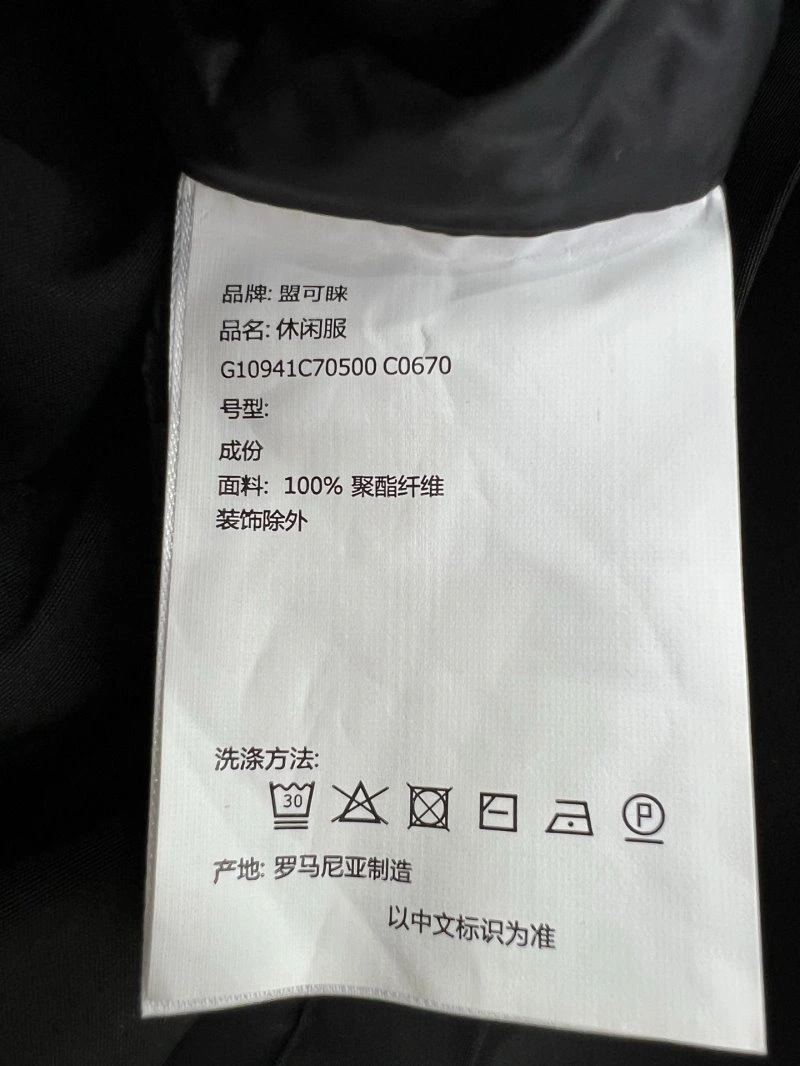 品牌: 盟可睐
品名: 休闲服
G10941C70500 C0670
号型:
成份
面料: 100% 聚酯纤维
装饰除外
洗涤方法:
30 P
产地: 罗马尼亚制造
以中文标识为准